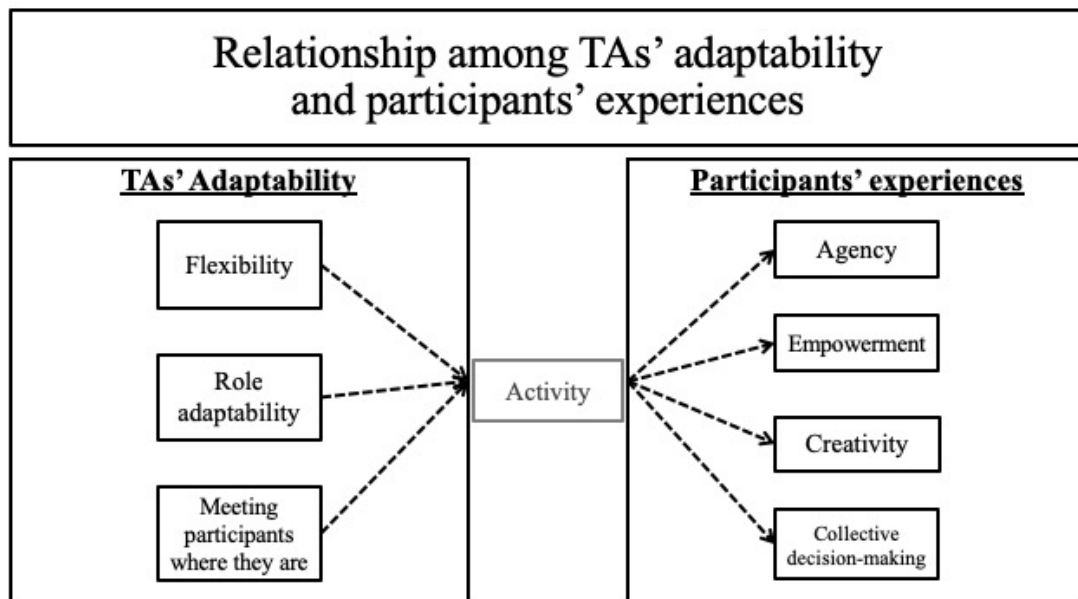 Relationship among TAs’ adaptability
and participants’ experiences
TAs’ Adaptability
Flexibility
Role
adaptability
Meeting
participants
where they are
Activity
Participants’ experiences
Agency
Empowerment
Creativity
Collective
decision-making